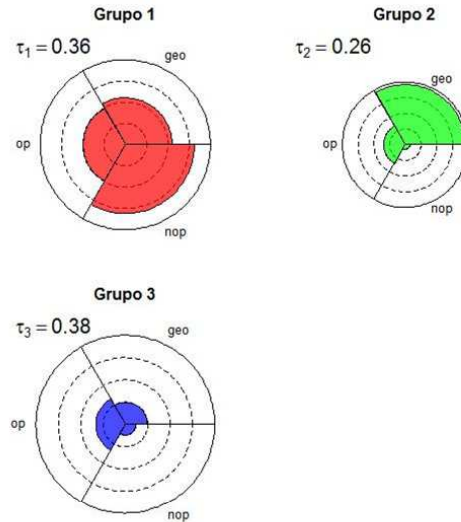 Grupo 1
τ₁ = 0.36
geo
op
nop
Grupo 2
τ₂ = 0.26
geo
nop
Grupo 3
τ₃ = 0.38
geo
op
nop